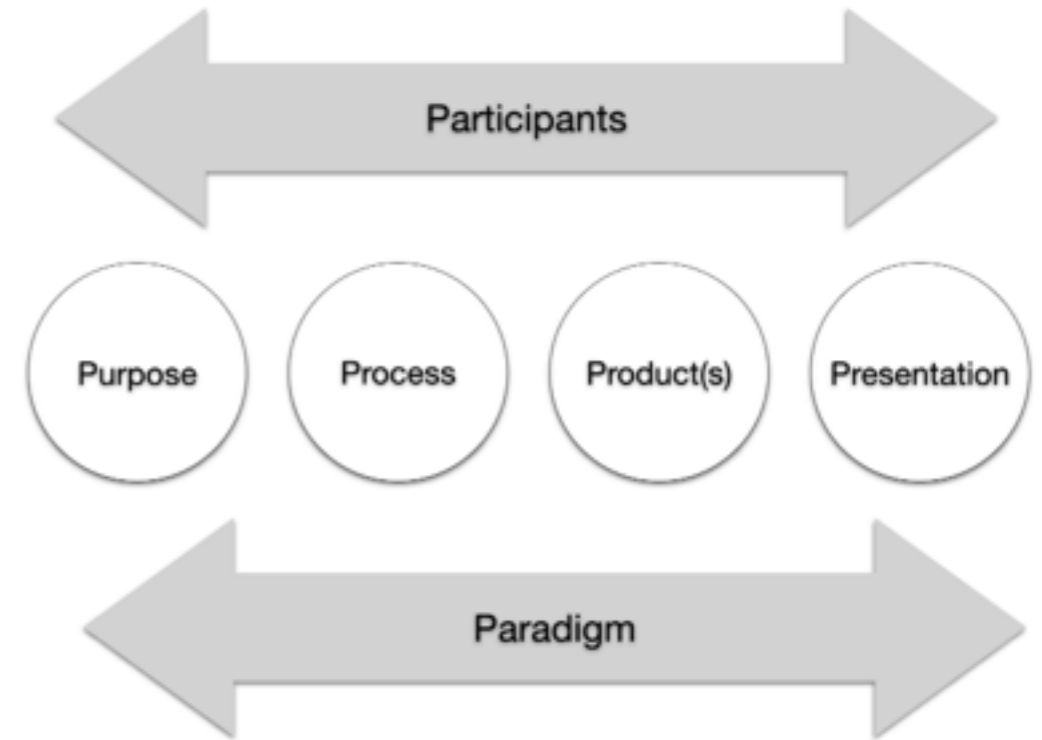 Participants
Purpose
Process
Product(s)
Presentation
Paradigm